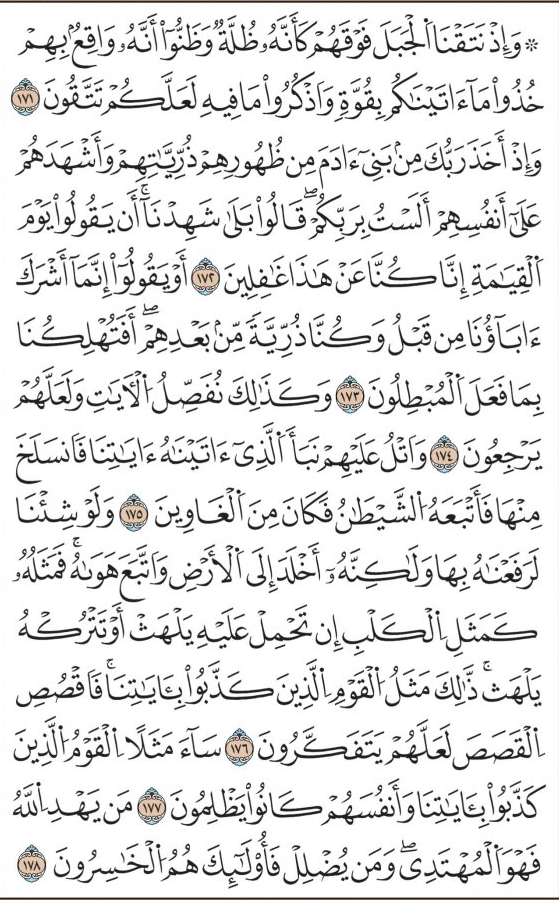 ۞ وَإِذْ نَتَقْنَا ٱلْجَبَلَ فَوْقَهُمْ كَأَنَّهُۥ ظُلَّةٌ وَظَنُّوٓا۟ أَنَّهُۥ وَاقِعٌۢ بِهِمْ
خُذُوا۟ مَآ ءَاتَيْنَٰكُم بِقُوَّةٍ وَٱذْكُرُوا۟ مَا فِيهِ لَعَلَّكُمْ تَتَّقُونَ ١٧١
وَإِذْ أَخَذَ رَبُّكَ مِنۢ بَنِىٓ ءَادَمَ مِن ظُهُورِهِمْ ذُرِّيَّٰتِهِمْ وَأَشْهَدَهُمْ
عَلَىٰٓ أَنفُسِهِمْ أَلَسْتُ بِرَبِّكُمْ ۖ قَالُوا۟ بَلَىٰ شَهِدْنَآ ۚ أَن يَقُولُوا۟ يَوْمَ
ٱلْقِيَٰمَةِ إِنَّا كُنَّا عَنْ هَٰذَا غَٰفِلِينَ ١٧٢ أَوْ يَقُولُوٓا۟ إِنَّمَآ أَشْرَكَ
ءَابَآؤُنَا مِن قَبْلُ وَكُنَّا ذُرِّيَّةً مِّنۢ بَعْدِهِمْ ۖ أَفَتُهْلِكُنَا
بِمَا فَعَلَ ٱلْمُبْطِلُونَ ١٧٣ وَكَذَٰلِكَ نُفَصِّلُ ٱلْءَايَٰتِ وَلَعَلَّهُمْ
يَرْجِعُونَ ١٧٤ وَٱتْلُ عَلَيْهِمْ نَبَأَ ٱلَّذِىٓ ءَاتَيْنَٰهُ ءَايَٰتِنَا فَٱنسَلَخَ
مِنْهَا فَأَتْبَعَهُ ٱلشَّيْطَٰنُ فَكَانَ مِنَ ٱلْغَاوِينَ ١٧٥ وَلَوْ شِئْنَا
لَرَفَعْنَٰهُ بِهَا وَلَٰكِنَّهُۥٓ أَخْلَدَ إِلَى ٱلْأَرْضِ وَٱتَّبَعَ هَوَىٰهُ ۚ فَمَثَلُهُۥ
كَمَثَلِ ٱلْكَلْبِ إِن تَحْمِلْ عَلَيْهِ يَلْهَثْ أَوْ تَتْرُكْهُ
يَلْهَث ۚ ذَّٰلِكَ مَثَلُ ٱلْقَوْمِ ٱلَّذِينَ كَذَّبُوا۟ بِـَٔايَٰتِنَا ۚ فَٱقْصُصِ
ٱلْقَصَصَ لَعَلَّهُمْ يَتَفَكَّرُونَ ١٧٦ سَآءَ مَثَلًا ٱلْقَوْمُ ٱلَّذِينَ
كَذَّبُوا۟ بِـَٔايَٰتِنَا وَأَنفُسَهُمْ كَانُوا۟ يَظْلِمُونَ ١٧٧ مَن يَهْدِ ٱللَّهُ
فَهُوَ ٱلْمُهْتَدِى ۖ وَمَن يُضْلِلْ فَأُو۟لَٰٓئِكَ هُمُ ٱلْخَٰسِرُونَ ١٧٨